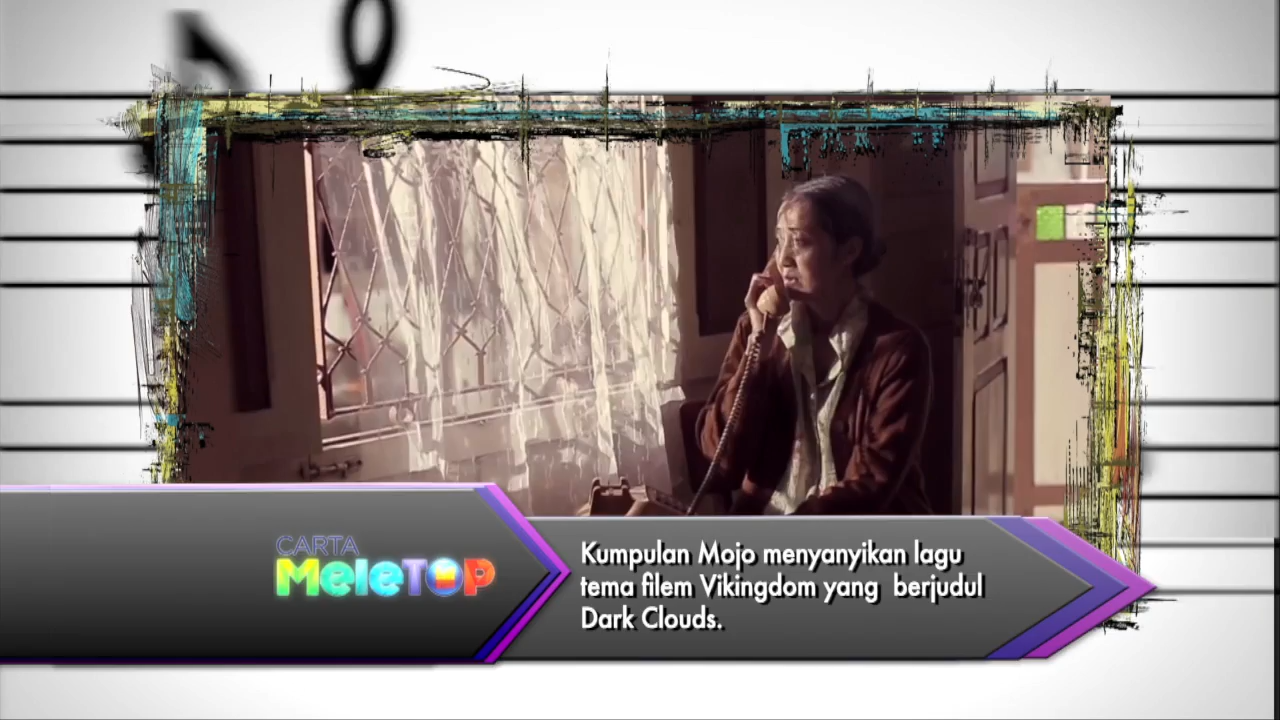 CARTA
MeleTOP
Kumpulan Mojo menyanyikan lagu
tema filem Vikingdom yang berjudul
Dark Clouds.